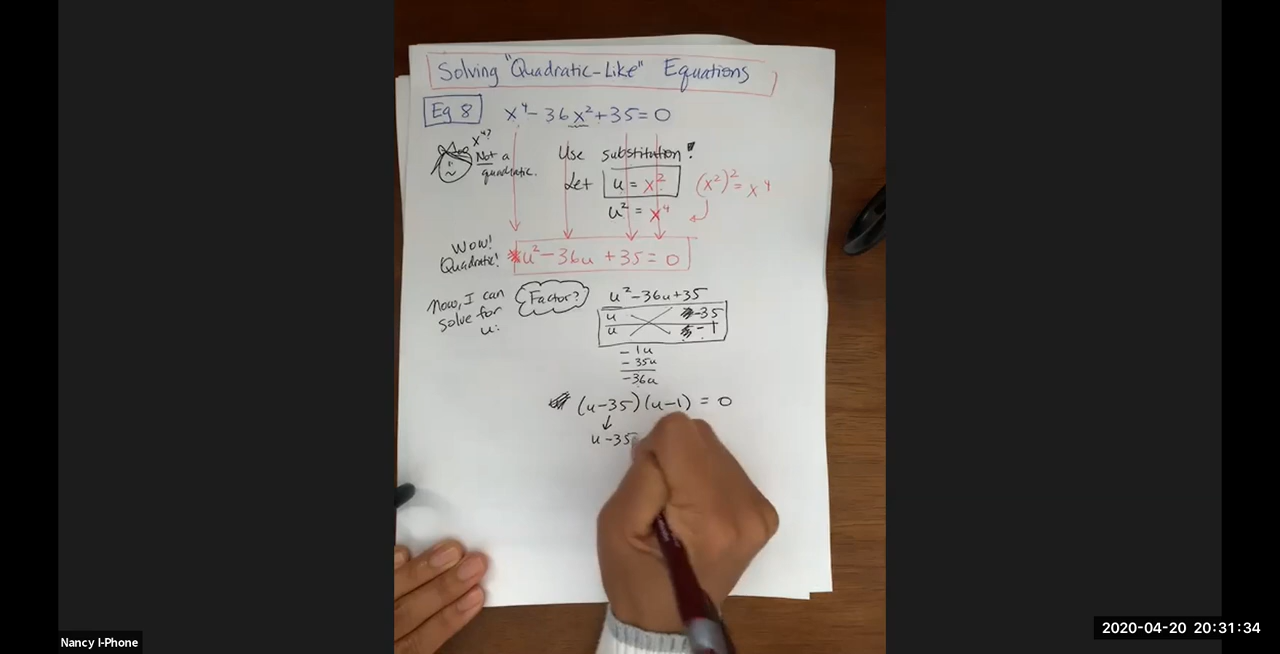 Solving "Quadratic-Like" Equations
Eg 8 x⁴ - 36x² + 35 = 0
x⁴?
Not a
quadratic.
Use substitution!
Let u = x² (x²)² = x⁴
u² = x⁴
Wow!
Quadratic!
u² - 36u + 35 = 0
Now, I can
solve for
u:
Factor?
u² - 36u + 35
u -35
u -1
- 1u
- 35u
-36u
(u-35)(u-1) = 0
u - 35
Nancy I-Phone
2020-04-20 20:31:34